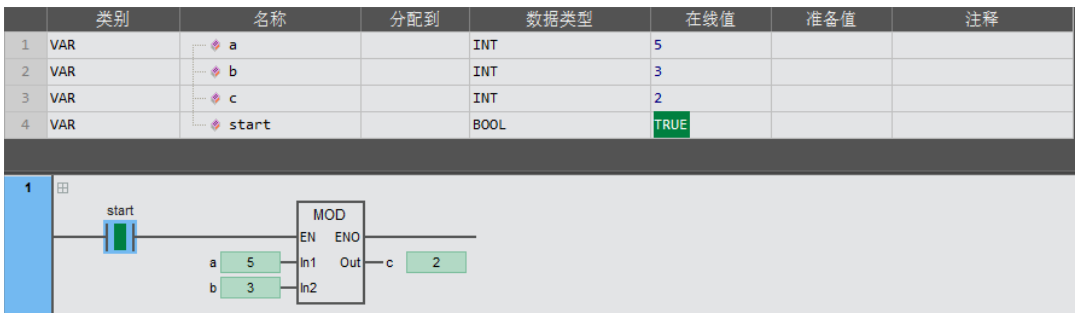 类别 名称 分配到 数据类型 在线值 准备值 注释
1 VAR a INT 5
2 VAR b INT 3
3 VAR c INT 2
4 VAR start BOOL TRUE
1
start
MOD
EN ENO
a 5 In1 Out c 2
b 3 In2